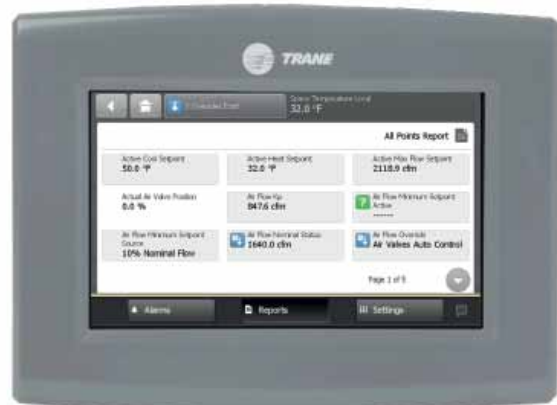 TRANE
Space Temperature Local
32.0 °F
All Points Report
Active Cool Setpoint
50.0 °F
Active Heat Setpoint
32.0 °F
Active Max Flow Setpoint
2118.9 cfm
Actual Air Valve Position
0.0 %
Air Flow Kp
847.6 cfm
? Air Flow Minimum Setpoint
Active
------
Air Flow Minimum Setpoint
Source
10% Nominal Flow
Air Flow Nominal Status
1640.0 cfm
Air Flow Override
Air Valves Auto Control
Page 1 of 5
Alarms
Reports
Settings